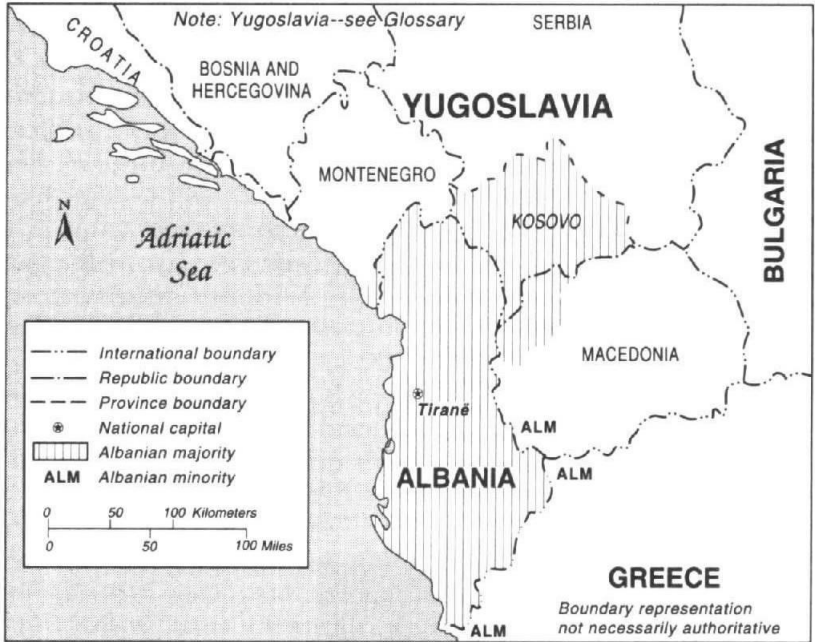 Note: Yugoslavia--see Glossary
SERBIA
CROATIA
BOSNIA AND
HERCEGOVINA
YUGOSLAVIA
MONTENEGRO
KOSOVO
BULGARIA
N
Adriatic
Sea
MACEDONIA
International boundary
Republic boundary
Province boundary
National capital
Albanian majority
ALM Albanian minority
0 50 100 Kilometers
0 50 100 Miles
Tiranë
ALM
ALM
ALBANIA
GREECE
Boundary representation
not necessarily authoritative
ALM